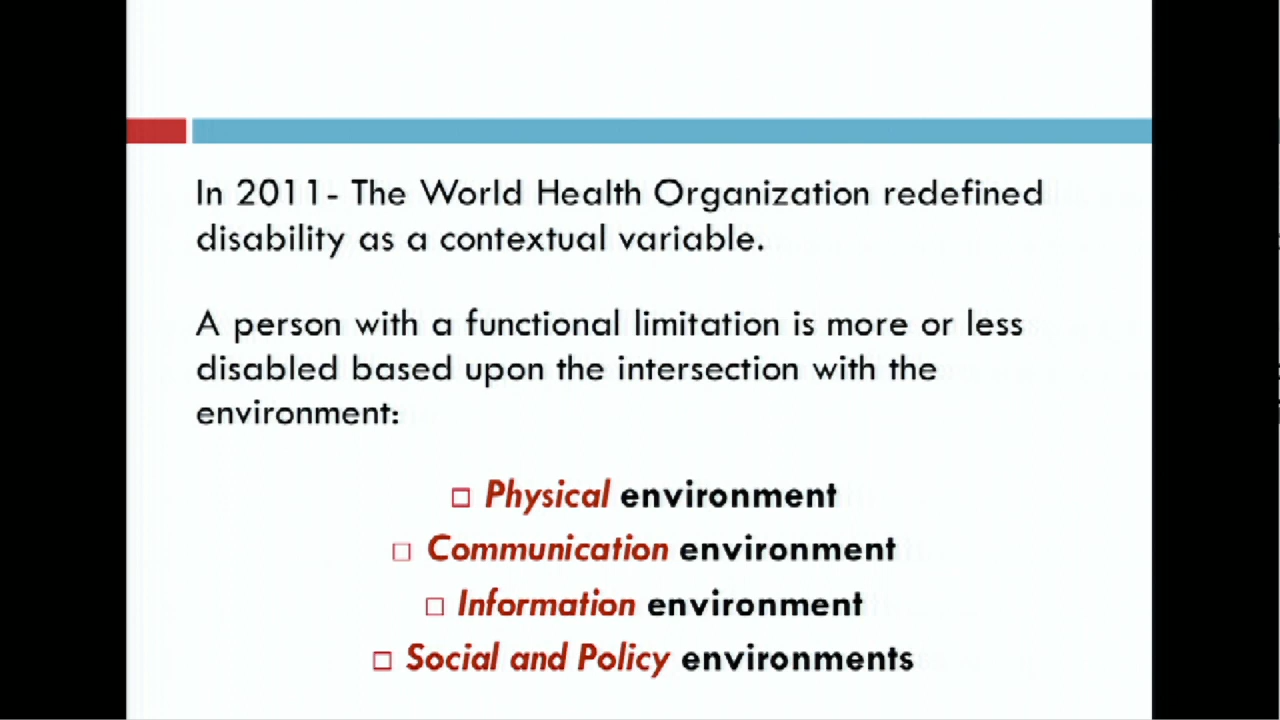 In 2011- The World Health Organization redefined
disability as a contextual variable.
A person with a functional limitation is more or less
disabled based upon the intersection with the
environment:
Physical environment
Communication environment
Information environment
Social and Policy environments